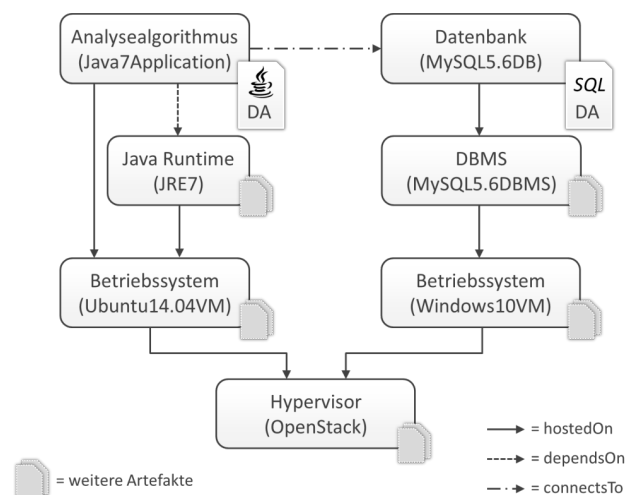 Analysealgorithmus
(Java7Application)
DA
Datenbank
(MySQL5.6DB)
SQL
DA
Java Runtime
(JRE7)
DBMS
(MySQL5.6DBMS)
Betriebssystem
(Ubuntu14.04VM)
Betriebssystem
(Windows10VM)
Hypervisor
(OpenStack)
= hostedOn
= dependsOn
= connectsTo
= weitere Artefakte